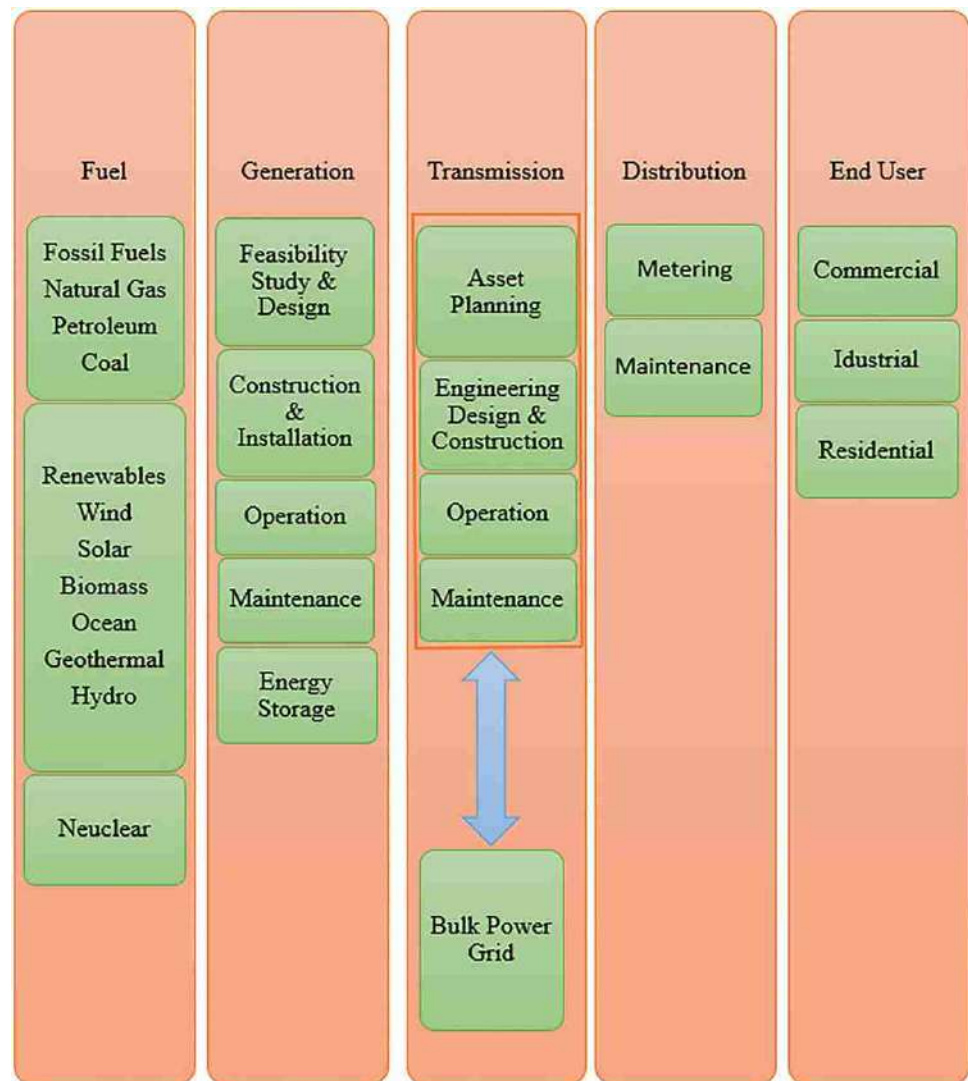 Fuel
Fossil Fuels
Natural Gas
Petroleum
Coal
Renewables
Wind
Solar
Biomass
Ocean
Geothermal
Hydro
Neuclear
Generation
Feasibility
Study &
Design
Construction
&
Installation
Operation
Maintenance
Energy
Storage
Transmission
Asset
Planning
Engineering
Design &
Construction
Operation
Maintenance
Bulk Power
Grid
Distribution
Metering
Maintenance
End User
Commercial
Idustrial
Residential